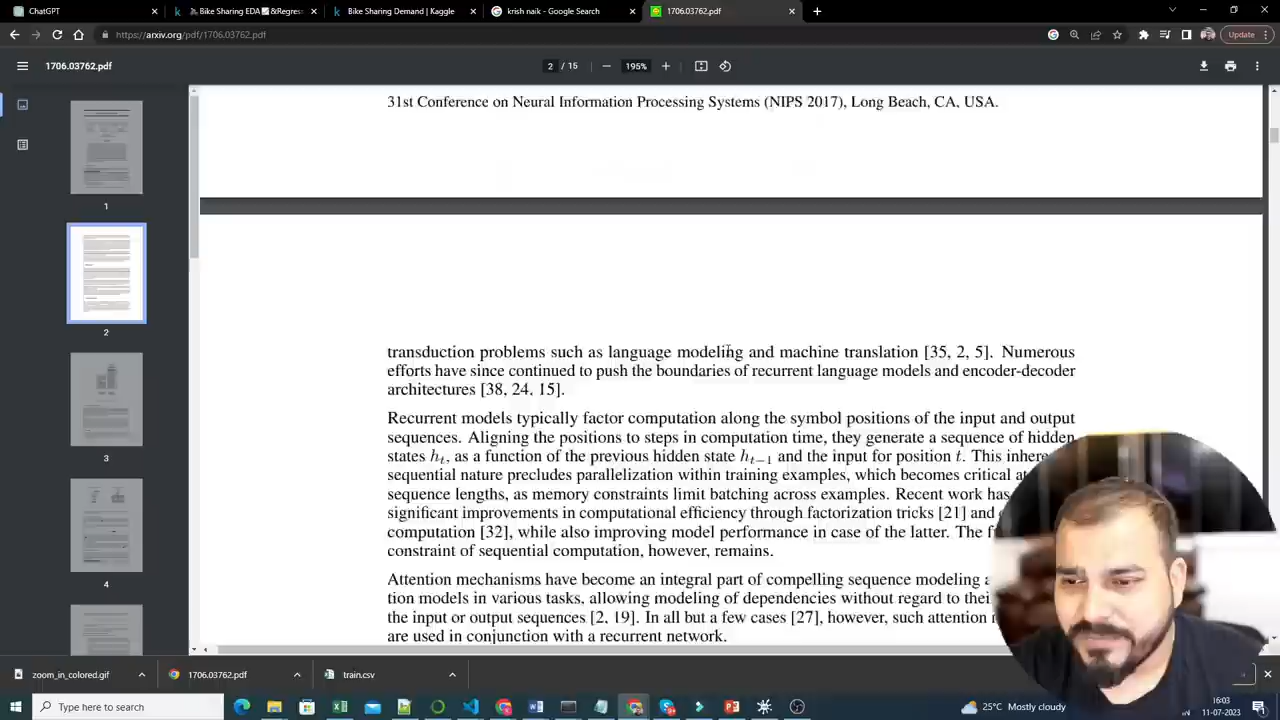 ChatGPT
Bike Sharing EDA &Regres
Bike Sharing Demand | Kaggle
krish naik - Google Search
1706.03762.pdf
https://arxiv.org/pdf/1706.03762.pdf
Update
1706.03762.pdf
2 / 15
195%
31st Conference on Neural Information Processing Systems (NIPS 2017), Long Beach, CA, USA.
1
2
3
4
transduction problems such as language modeling and machine translation [35, 2, 5]. Numerous
efforts have since continued to push the boundaries of recurrent language models and encoder-decoder
architectures [38, 24, 15].
Recurrent models typically factor computation along the symbol positions of the input and output
sequences. Aligning the positions to steps in computation time, they generate a sequence of hidden
states hₜ, as a function of the previous hidden state hₜ₋₁ and the input for position t. This inhere
sequential nature precludes parallelization within training examples, which becomes critical at
sequence lengths, as memory constraints limit batching across examples. Recent work has
significant improvements in computational efficiency through factorization tricks [21] and
computation [32], while also improving model performance in case of the latter. The f
constraint of sequential computation, however, remains.
Attention mechanisms have become an integral part of compelling sequence modeling
tion models in various tasks, allowing modeling of dependencies without regard to thei
the input or output sequences [2, 19]. In all but a few cases [27], however, such attention
are used in conjunction with a recurrent network.
zoom_in_colored.gif
1706.03762.pdf
train.csv
Type here to search
25°C Mostly cloudy
IN
16:03
11-07-2023